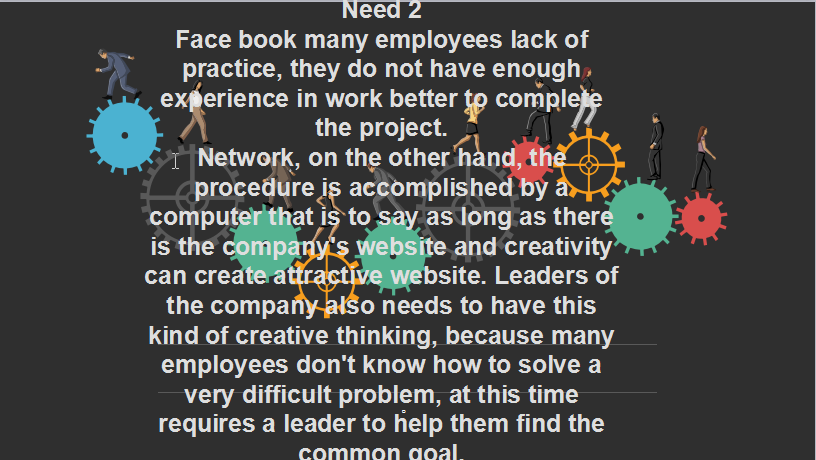 Need 2
Face book many employees lack of
practice, they do not have enough
experience in work better to complete
the project.
Network, on the other hand, the
procedure is accomplished by a
computer that is to say as long as there
is the company's website and creativity
can create attractive website. Leaders of
the company also needs to have this
kind of creative thinking, because many
employees don't know how to solve a
very difficult problem, at this time
requires a leader to help them find the
common goal.